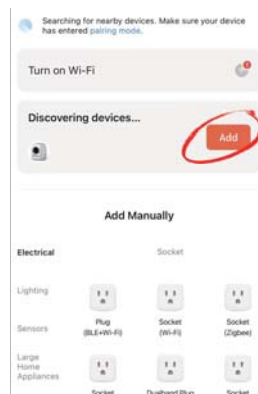 Searching for nearby devices. Make sure your device
has entered pairing mode.
Turn on Wi-Fi
Discovering devices...
Add
Add Manually
Electrical
Socket
Lighting
Plug
(BLE+Wi-Fi)
Socket
(Wi-Fi)
Socket
(Zigbee)
Sensors
Large
Home
Appliances
Socket
Dualband Plug
Socket